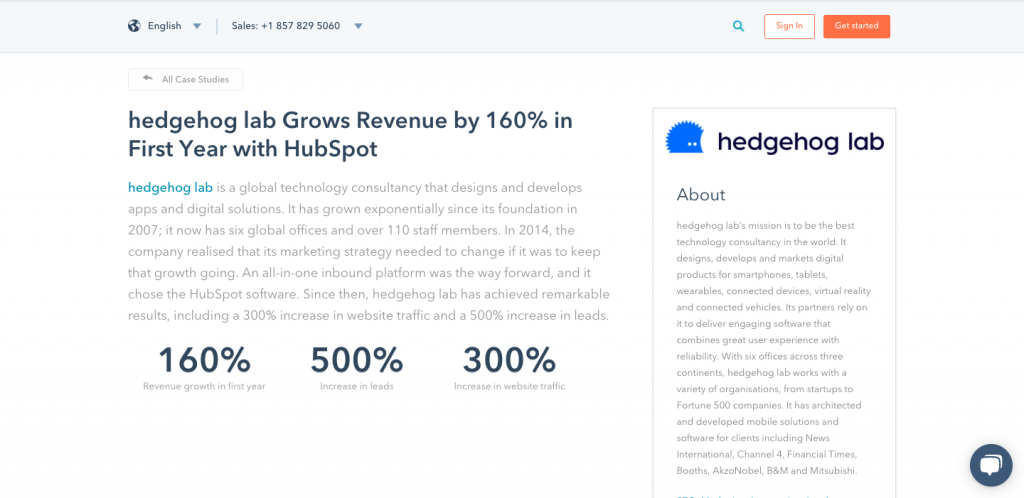 English
Sales: +1 857 829 5060
Sign In
Get started
All Case Studies
hedgehog lab Grows Revenue by 160% in
First Year with HubSpot
hedgehog lab is a global technology consultancy that designs and develops
apps and digital solutions. It has grown exponentially since its foundation in
2007; it now has six global offices and over 110 staff members. In 2014, the
company realised that its marketing strategy needed to change if it was to keep
that growth going. An all-in-one inbound platform was the way forward, and it
chose the HubSpot software. Since then, hedgehog lab has achieved remarkable
results, including a 300% increase in website traffic and a 500% increase in leads.
160%
Revenue growth in first year
500%
Increase in leads
300%
Increase in website traffic
hedgehog lab
About
hedgehog lab's mission is to be the best
technology consultancy in the world. It
designs, develops and markets digital
products for smartphones, tablets,
wearables, connected devices, virtual reality
and connected vehicles. Its partners rely on
it to deliver engaging software that
combines great user experience with
reliability. With six offices across three
continents, hedgehog lab works with a
variety of organisations, from startups to
Fortune 500 companies. It has architected
and developed mobile solutions and
software for clients including News
International, Channel 4, Financial Times,
Booths, AkzoNobel, B&M and Mitsubishi.